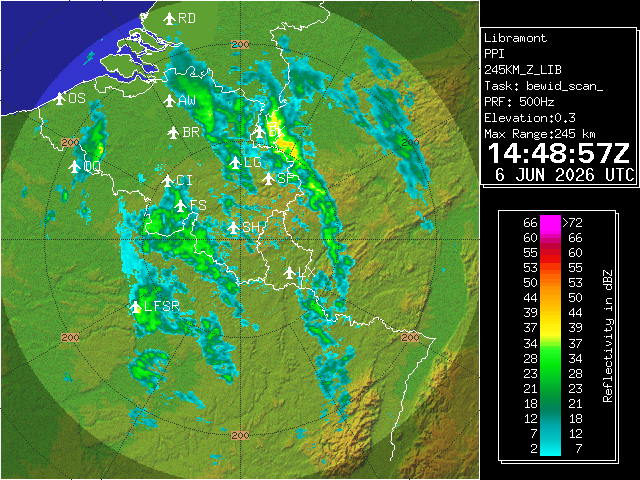 RD
200
OS
AW
BR
200
OO
LG
CI
FS
SH
LX
LFSR
200
200
200
Libramont
PPI
245KM_Z_LIB
Task: bewid_scan_
PRF: 500Hz
Elevation:0.3
Max Range:245 km
14:48:57Z
6 JUN 2026 UTC
66 >72
60 66
55 60
53 55
50 53
44 50
39 44
37 39
34 37
28 34
23 28
21 23
18 21
12 18
7 12
2 7
Reflectivity in dBZ